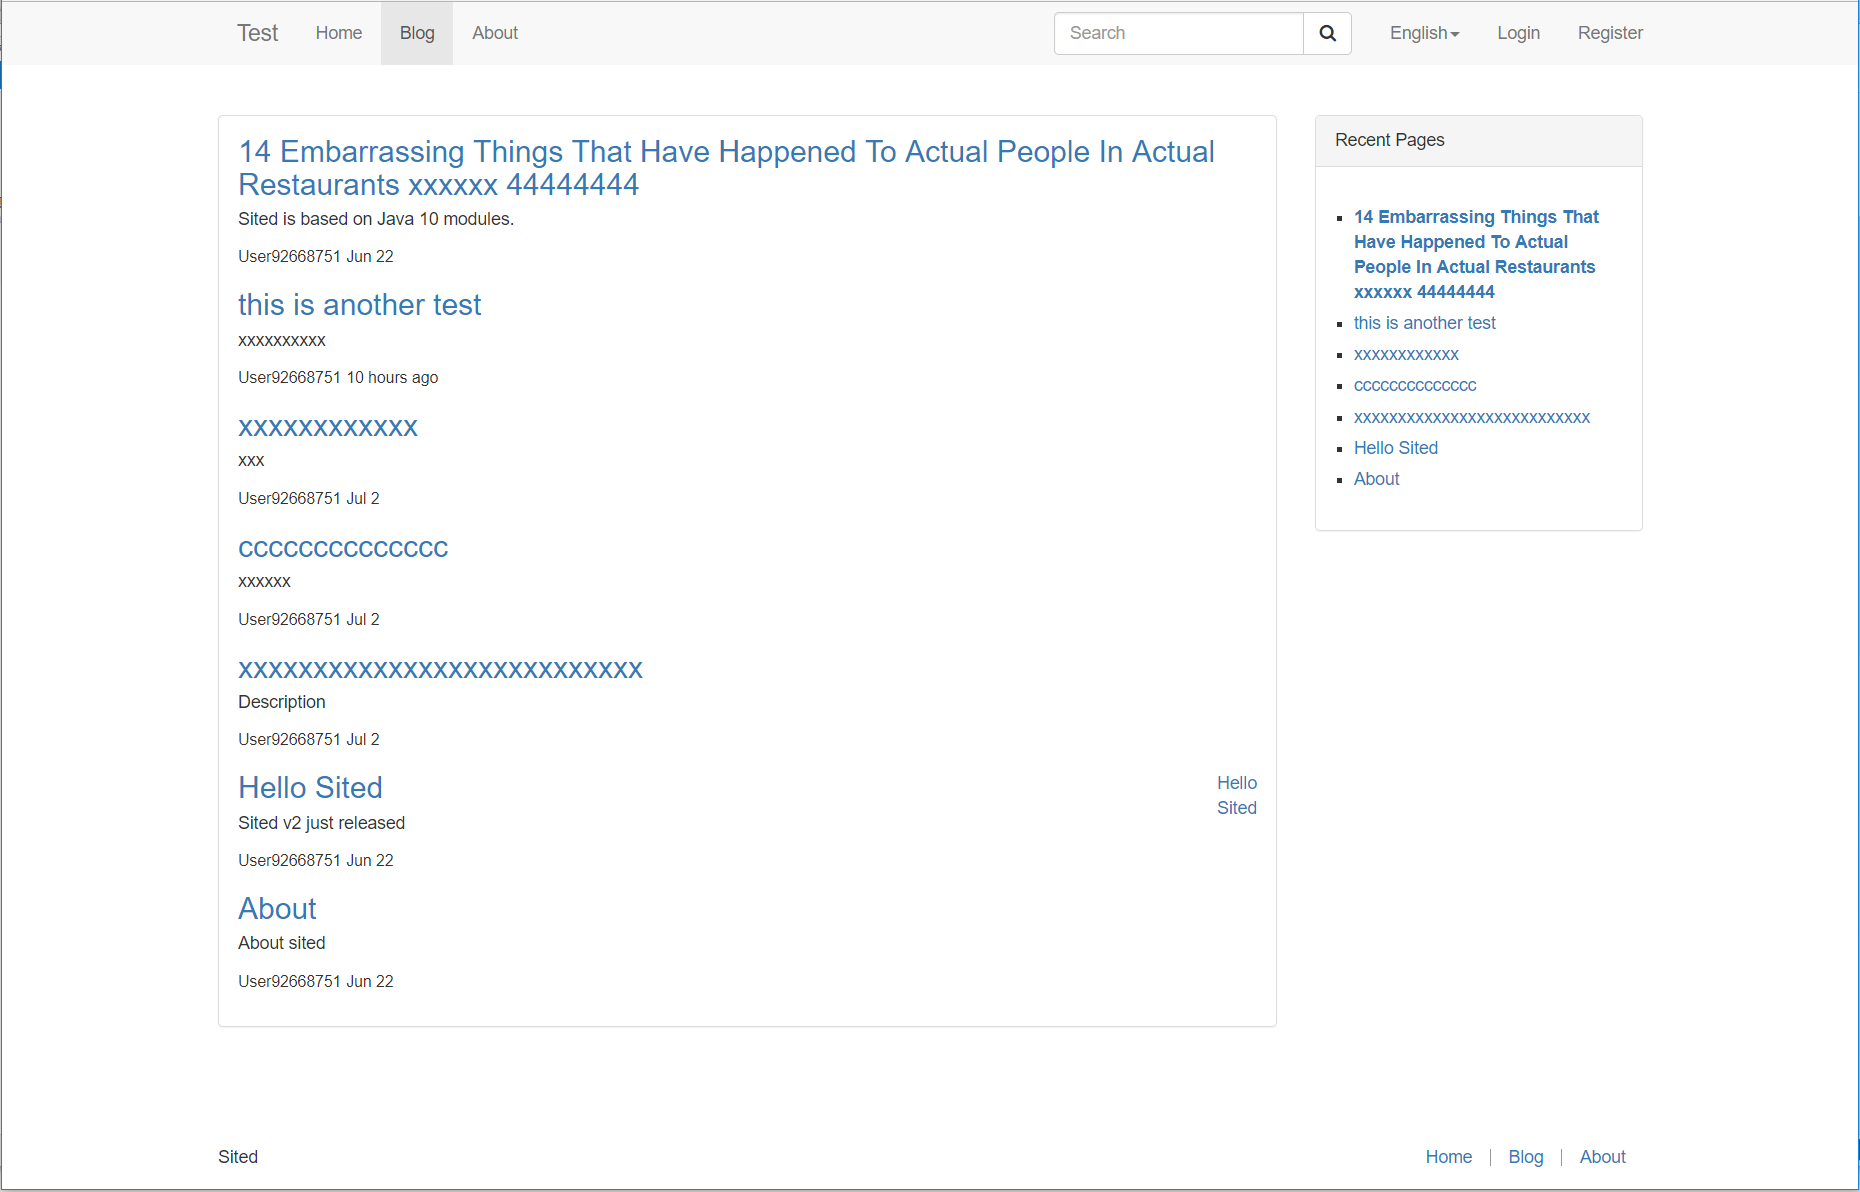 Test Home Blog About Search English Login Register
14 Embarrassing Things That Have Happened To Actual People In Actual
Restaurants xxxxxx 44444444
Sited is based on Java 10 modules.
User92668751 Jun 22
this is another test
xxxxxxxxxx
User92668751 10 hours ago
xxxxxxxxxxxx
xxx
User92668751 Jul 2
cccccccccccccc
xxxxxx
User92668751 Jul 2
xxxxxxxxxxxxxxxxxxxxxxxxxxx
Description
User92668751 Jul 2
Hello Sited
Hello
Sited
Sited v2 just released
User92668751 Jun 22
About
About sited
User92668751 Jun 22
Recent Pages
14 Embarrassing Things That
Have Happened To Actual
People In Actual Restaurants
xxxxxx 44444444
this is another test
xxxxxxxxxxxx
cccccccccccccc
xxxxxxxxxxxxxxxxxxxxxxxxxxx
Hello Sited
About
Sited
Home | Blog | About